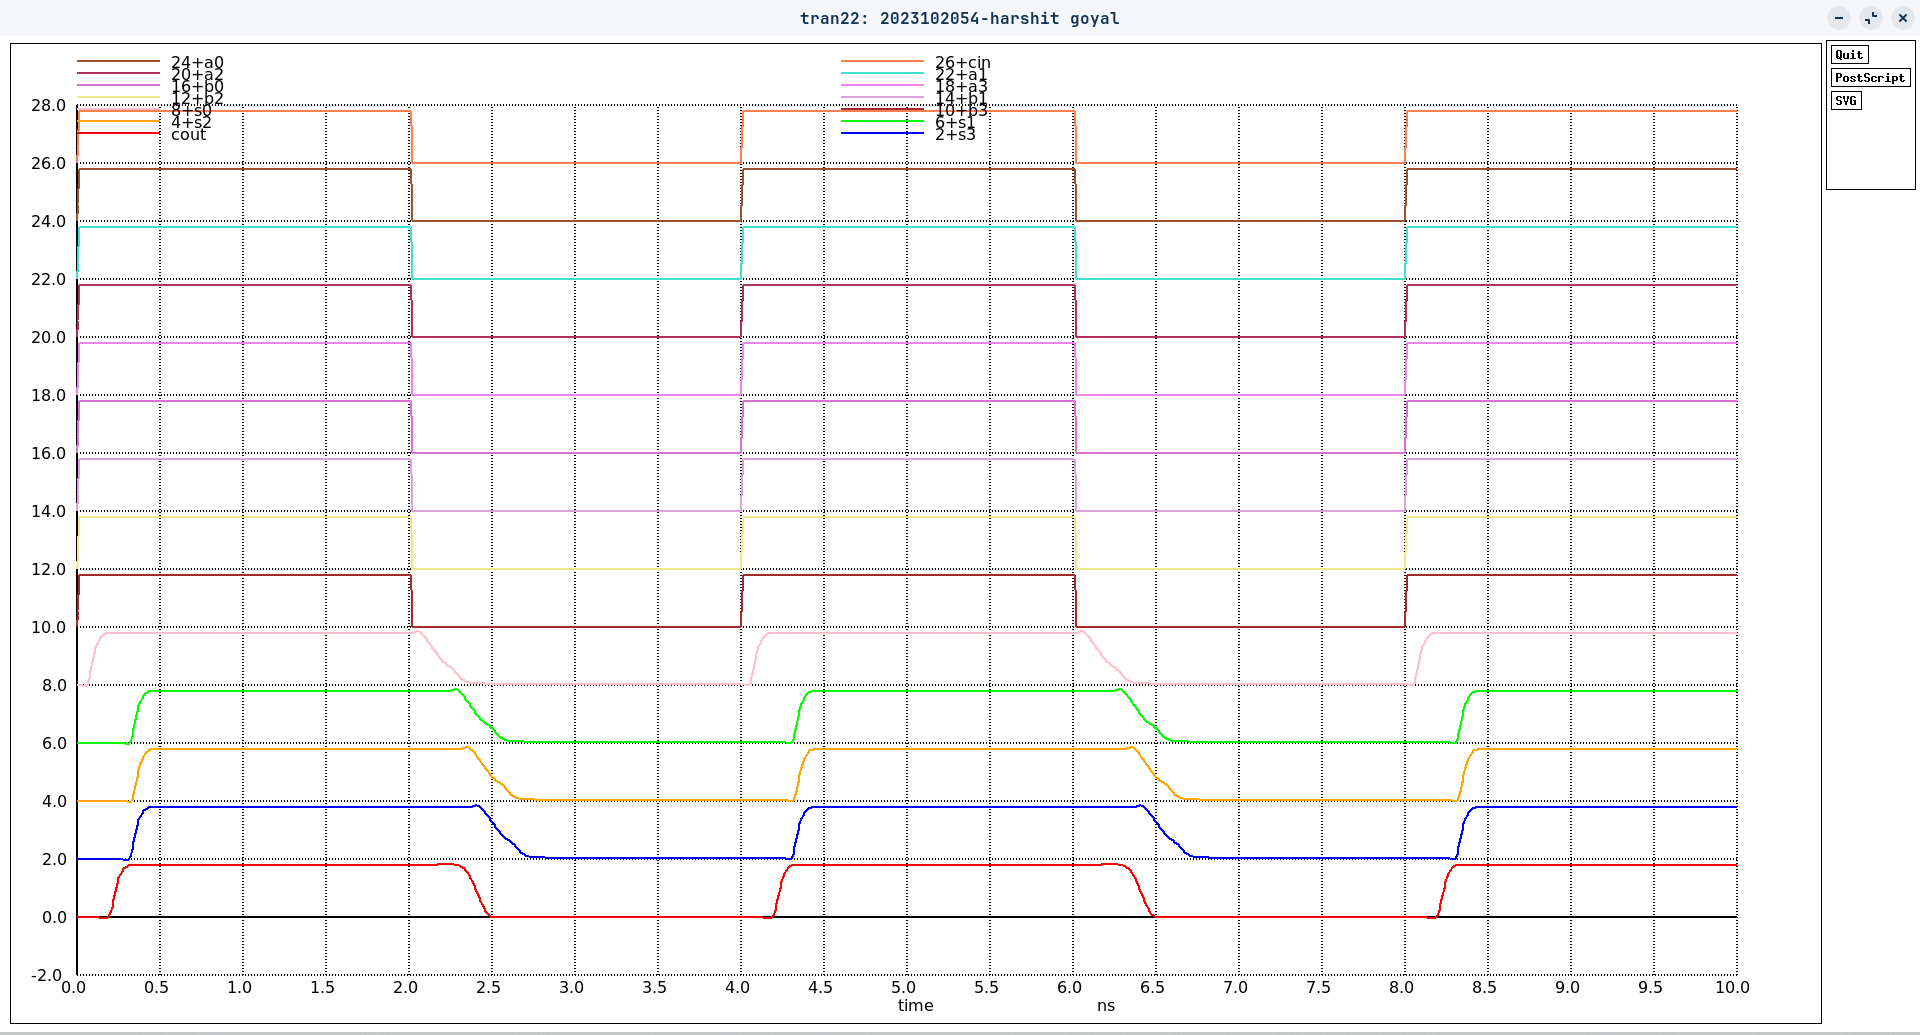 tran22: 2023102054-harshit goyal
Quit
PostScript
SVG
24+a0 26+cin
20+a2 22+a1
16+b0 18+a3
12+b2 14+b1
8+s0 10+b3
4+s2 6+s1
cout 2+s3
28.0
26.0
24.0
22.0
20.0
18.0
16.0
14.0
12.0
10.0
8.0
6.0
4.0
2.0
0.0
-2.0
0.0 0.5 1.0 1.5 2.0 2.5 3.0 3.5 4.0 4.5 5.0 5.5 6.0 6.5 7.0 7.5 8.0 8.5 9.0 9.5 10.0
time ns